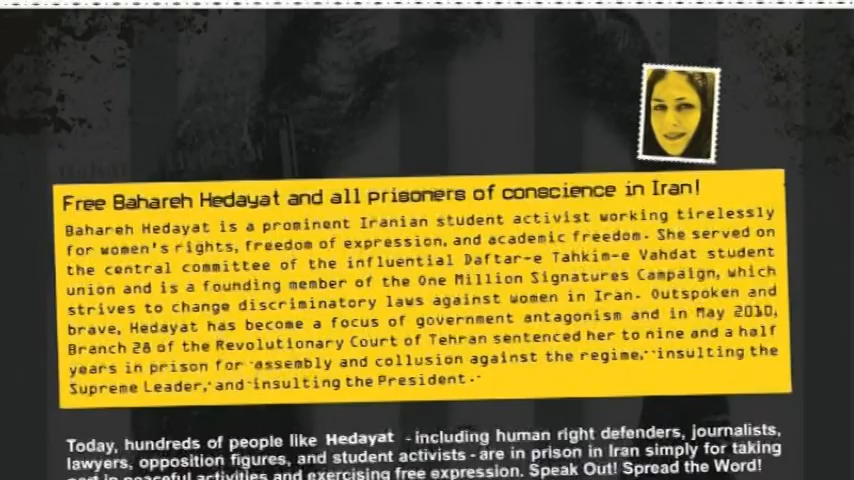 Free Bahareh Hedayat and all prisoners of conscience in Iran!
Bahareh Hedayat is a prominent Iranian student activist working tirelessly
for women's rights, freedom of expression, and academic freedom. She served on
the central committee of the influential Daftar-e Tahkim-e Vahdat student
union and is a founding member of the One Million Signatures Campaign, which
strives to change discriminatory laws against women in Iran. Outspoken and
brave, Hedayat has become a focus of government antagonism and in May 2010,
Branch 28 of the Revolutionary Court of Tehran sentenced her to nine and a half
years in prison for "assembly and collusion against the regime," "insulting the
Supreme Leader," and "insulting the President."
Today, hundreds of people like Hedayat - including human right defenders, journalists,
lawyers, opposition figures, and student activists - are in prison in Iran simply for taking
part in peaceful activities and exercising free expression. Speak Out! Spread the Word!